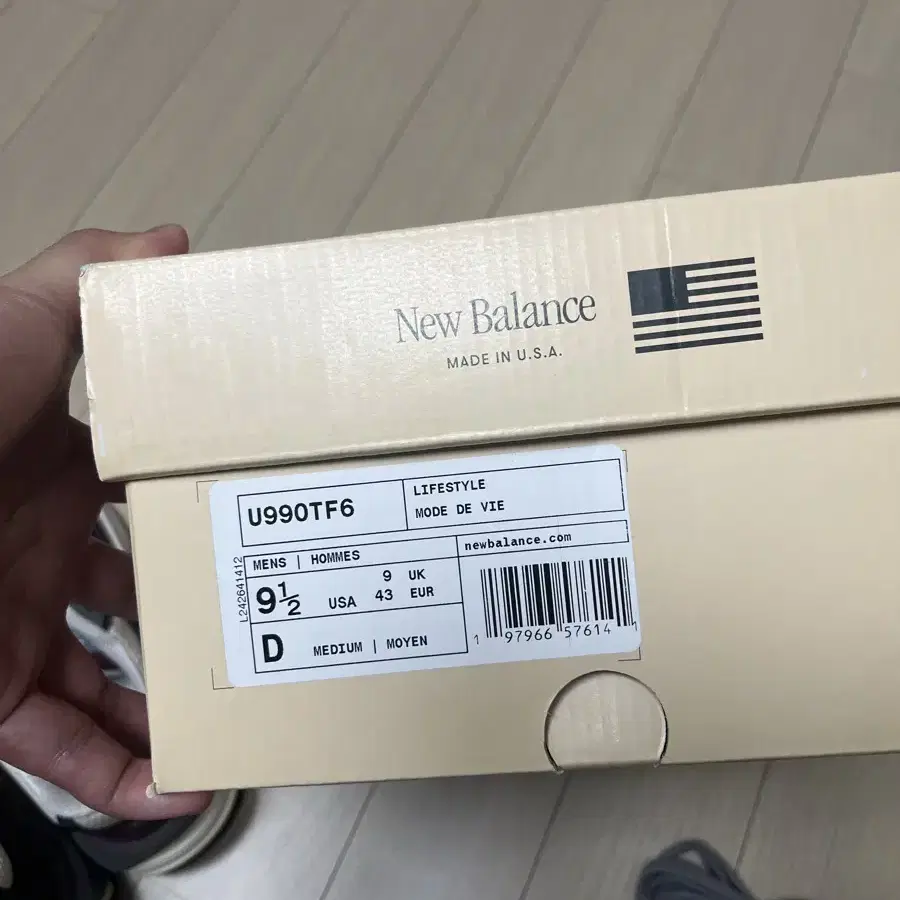 New Balance
MADE IN U.S.A.
U990TF6
LIFESTYLE
MODE DE VIE
MENS | HOMMES
newbalance.com
9½ USA
9 UK
43 EUR
D MEDIUM | MOYEN
L242641412
1 97966 57614 1